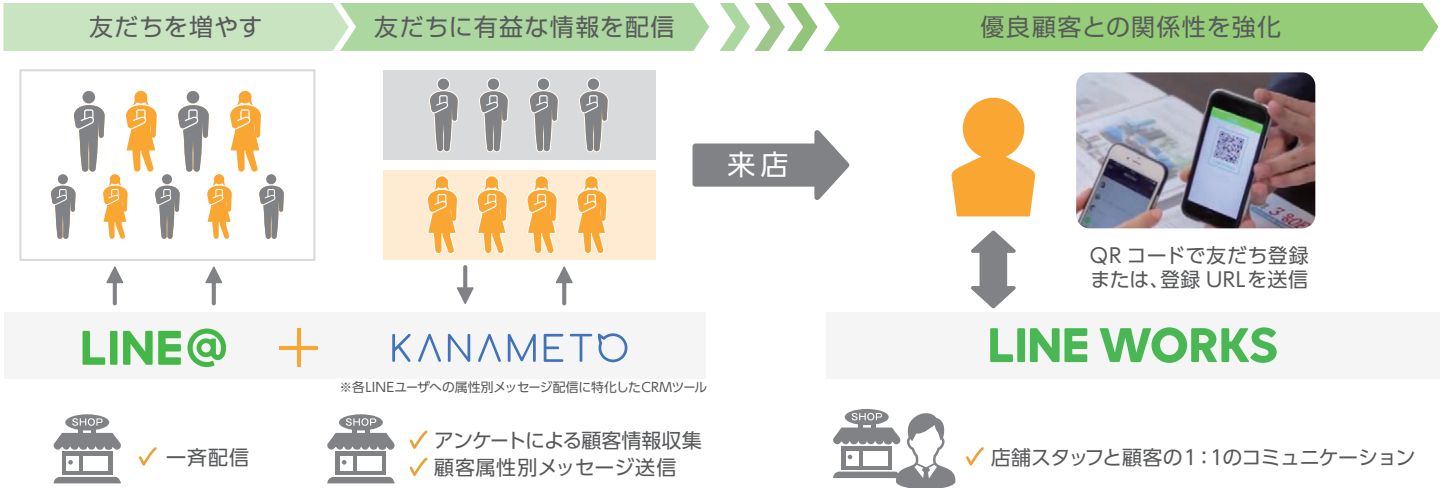 友だちを増やす
友だちに有益な情報を配信
優良顧客との関係性を強化
来店
QR コードで友だち登録
または、登録 URLを送信
LINE@
+
KANAMETO
LINE WORKS
※各LINEユーザへの属性別メッセージ配信に特化したCRMツール
SHOP
✓ 一斉配信
SHOP
✓ アンケートによる顧客情報収集
✓ 顧客属性別メッセージ送信
SHOP
✓ 店舗スタッフと顧客の1：1のコミュニケーション